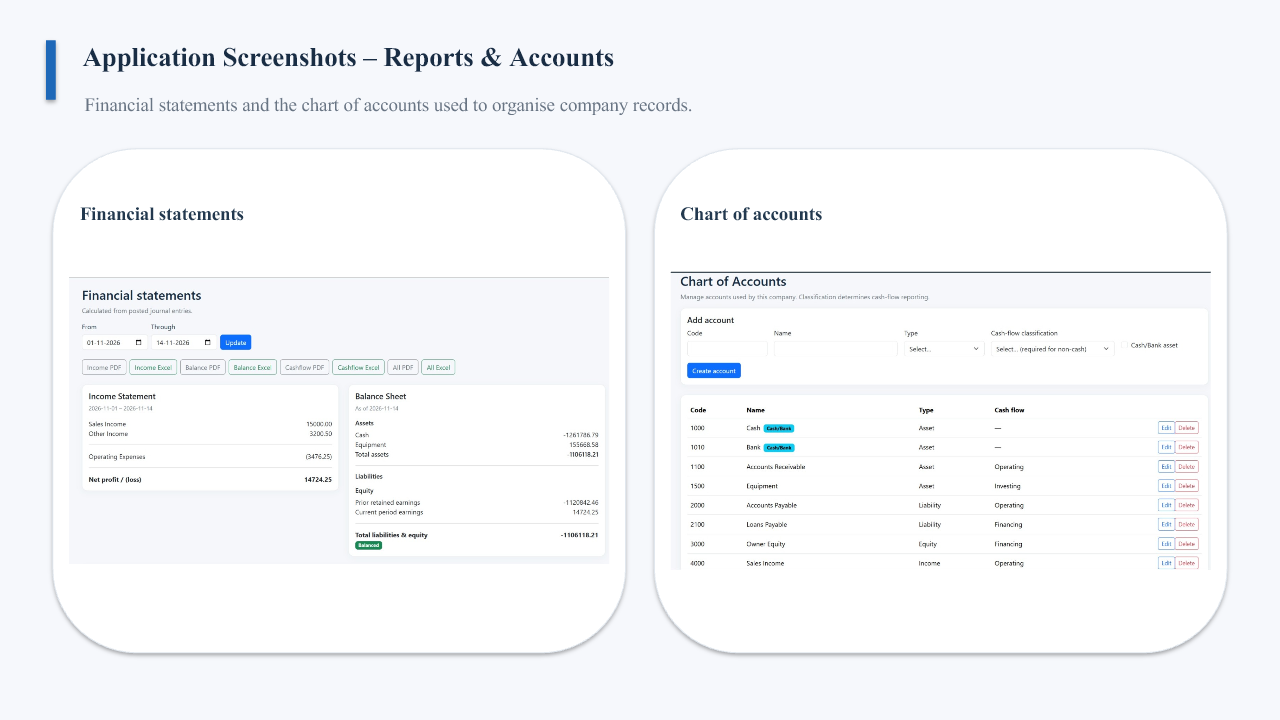 Application Screenshots – Reports & Accounts
Financial statements and the chart of accounts used to organise company records.
Financial statements
Financial statements
Calculated from posted journal entries.
From Through
01-11-2026 14-11-2026 Update
Income PDF Income Excel Balance PDF Balance Excel Cashflow PDF Cashflow Excel All PDF All Excel
Income Statement
2026-11-01 – 2026-11-14
Sales Income 15000.00
Other Income 3200.50
Operating Expenses (3476.25)
Net profit / (loss) 14724.25
Balance Sheet
As of 2026-11-14
Assets
Cash -1261786.79
Equipment 155668.58
Total assets -1106118.21
Liabilities
Equity
Prior retained earnings -1120842.46
Current period earnings 14724.25
Total liabilities & equity -1106118.21
Balanced
Chart of accounts
Chart of Accounts
Manage accounts used by this company. Classification determines cash-flow reporting.
Add account
Code Name Type Cash-flow classification
Select... Select... (required for non-cash) Cash/Bank asset
Create account
Code Name Type Cash flow
1000 Cash Cash/Bank Asset — Edit Delete
1010 Bank Cash/Bank Asset — Edit Delete
1100 Accounts Receivable Asset Operating Edit Delete
1500 Equipment Asset Investing Edit Delete
2000 Accounts Payable Liability Operating Edit Delete
2100 Loans Payable Liability Financing Edit Delete
3000 Owner Equity Equity Financing Edit Delete
4000 Sales Income Income Operating Edit Delete